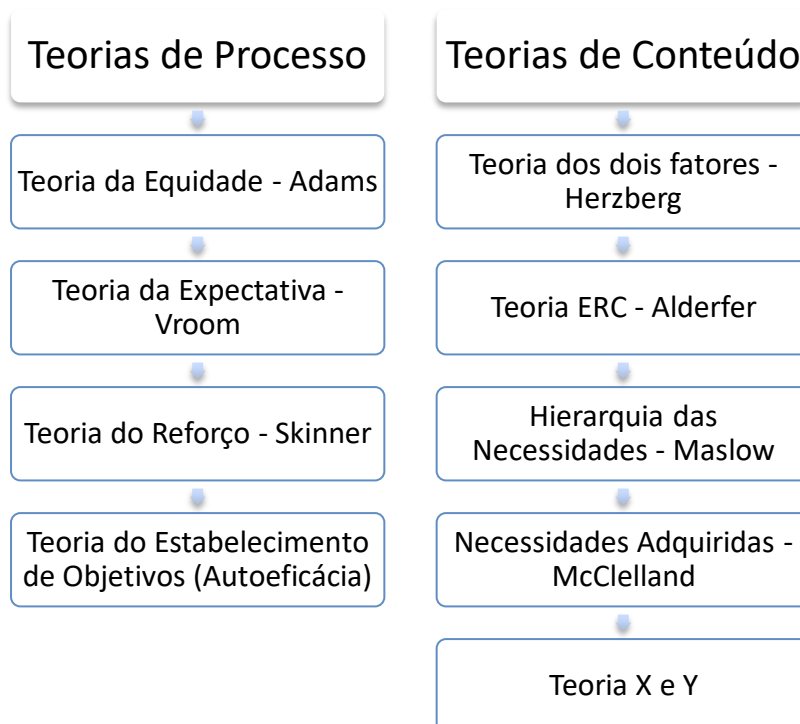 Teorias de Processo
Teoria da Equidade - Adams
Teoria da Expectativa -
Vroom
Teoria do Reforço - Skinner
Teoria do Estabelecimento
de Objetivos (Autoeficácia)
Teorias de Conteúdo
Teoria dos dois fatores -
Herzberg
Teoria ERC - Alderfer
Hierarquia das
Necessidades - Maslow
Necessidades Adquiridas -
McClelland
Teoria X e Y